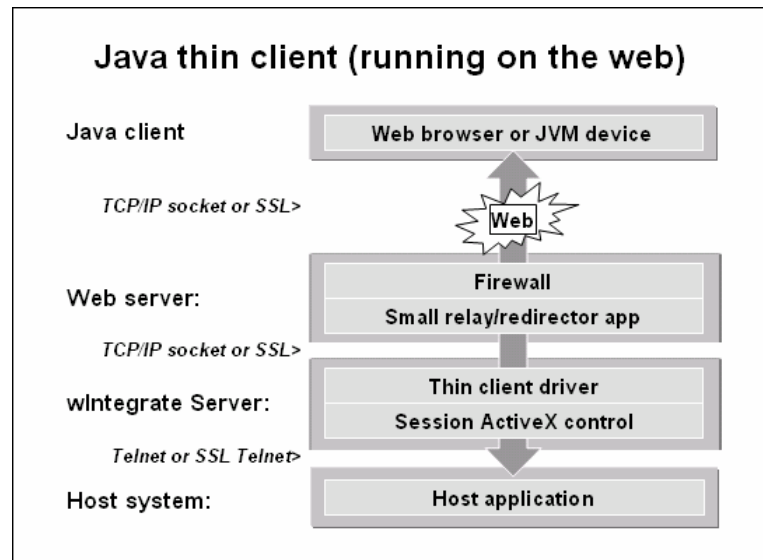 Java thin client (running on the web)
Java client
Web browser or JVM device
TCP/IP socket or SSL>
Web
Firewall
Web server:
Small relay/redirector app
TCP/IP socket or SSL>
Thin client driver
wIntegrate Server:
Session ActiveX control
Telnet or SSL Telnet>
Host system:
Host application